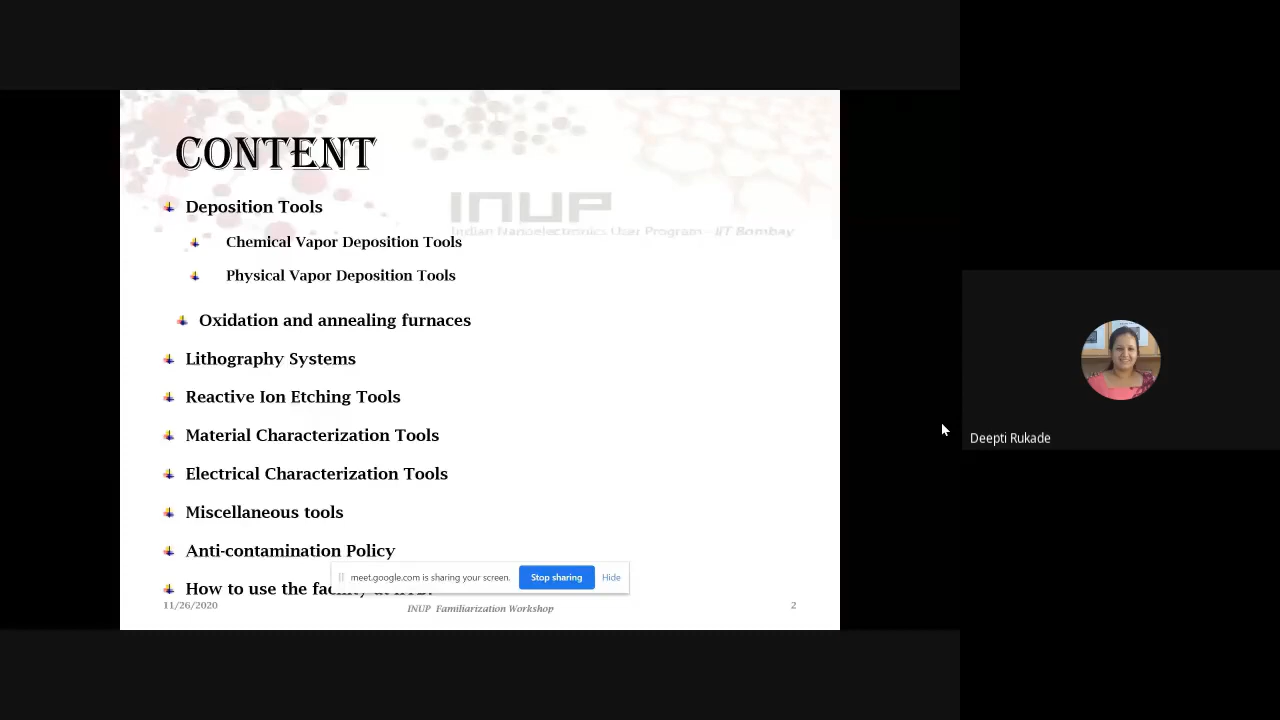 CONTENT
INUP
Indian Nanoelectronics User Program - IIT Bombay
Deposition Tools
Chemical Vapor Deposition Tools
Physical Vapor Deposition Tools
Oxidation and annealing furnaces
Lithography Systems
Reactive Ion Etching Tools
Material Characterization Tools
Electrical Characterization Tools
Miscellaneous tools
Anti-contamination Policy
How to use the
meet.google.com is sharing your screen. Stop sharing Hide
11/26/2020 INUP Familiarization Workshop 2
Deepti Rukade